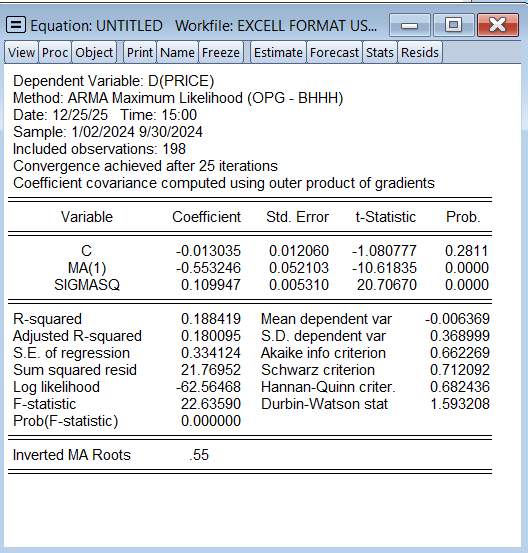 Equation: UNTITLED Workfile: EXCELL FORMAT US...
View Proc Object Print Name Freeze Estimate Forecast Stats Resids
Dependent Variable: D(PRICE)
Method: ARMA Maximum Likelihood (OPG - BHHH)
Date: 12/25/25 Time: 15:00
Sample: 1/02/2024 9/30/2024
Included observations: 198
Convergence achieved after 25 iterations
Coefficient covariance computed using outer product of gradients
Variable Coefficient Std. Error t-Statistic Prob.
C -0.013035 0.012060 -1.080777 0.2811
MA(1) -0.553246 0.052103 -10.61835 0.0000
SIGMASQ 0.109947 0.005310 20.70670 0.0000
R-squared 0.188419 Mean dependent var -0.006369
Adjusted R-squared 0.180095 S.D. dependent var 0.368999
S.E. of regression 0.334124 Akaike info criterion 0.662269
Sum squared resid 21.76952 Schwarz criterion 0.712092
Log likelihood -62.56468 Hannan-Quinn criter. 0.682436
F-statistic 22.63590 Durbin-Watson stat 1.593208
Prob(F-statistic) 0.000000
Inverted MA Roots .55